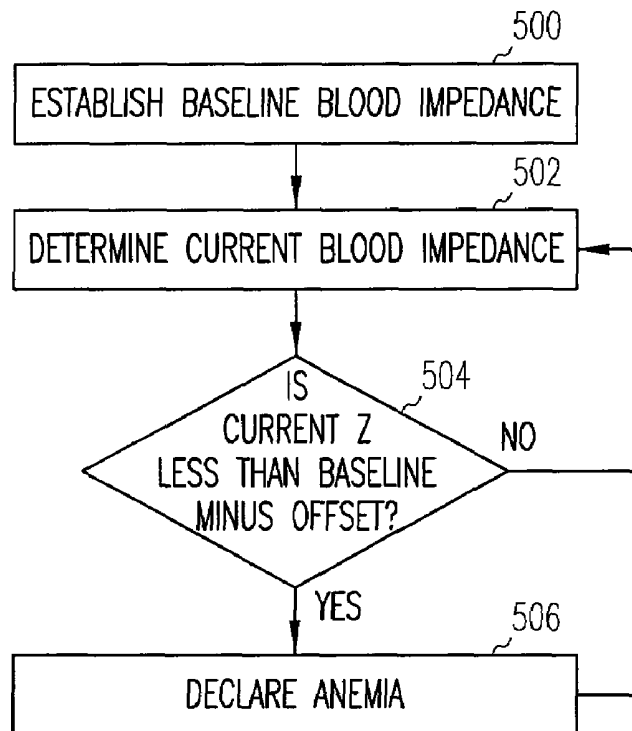 500
ESTABLISH BASELINE BLOOD IMPEDANCE
502
DETERMINE CURRENT BLOOD IMPEDANCE
504
IS
CURRENT Z
LESS THAN BASELINE
MINUS OFFSET?
NO
YES
506
DECLARE ANEMIA